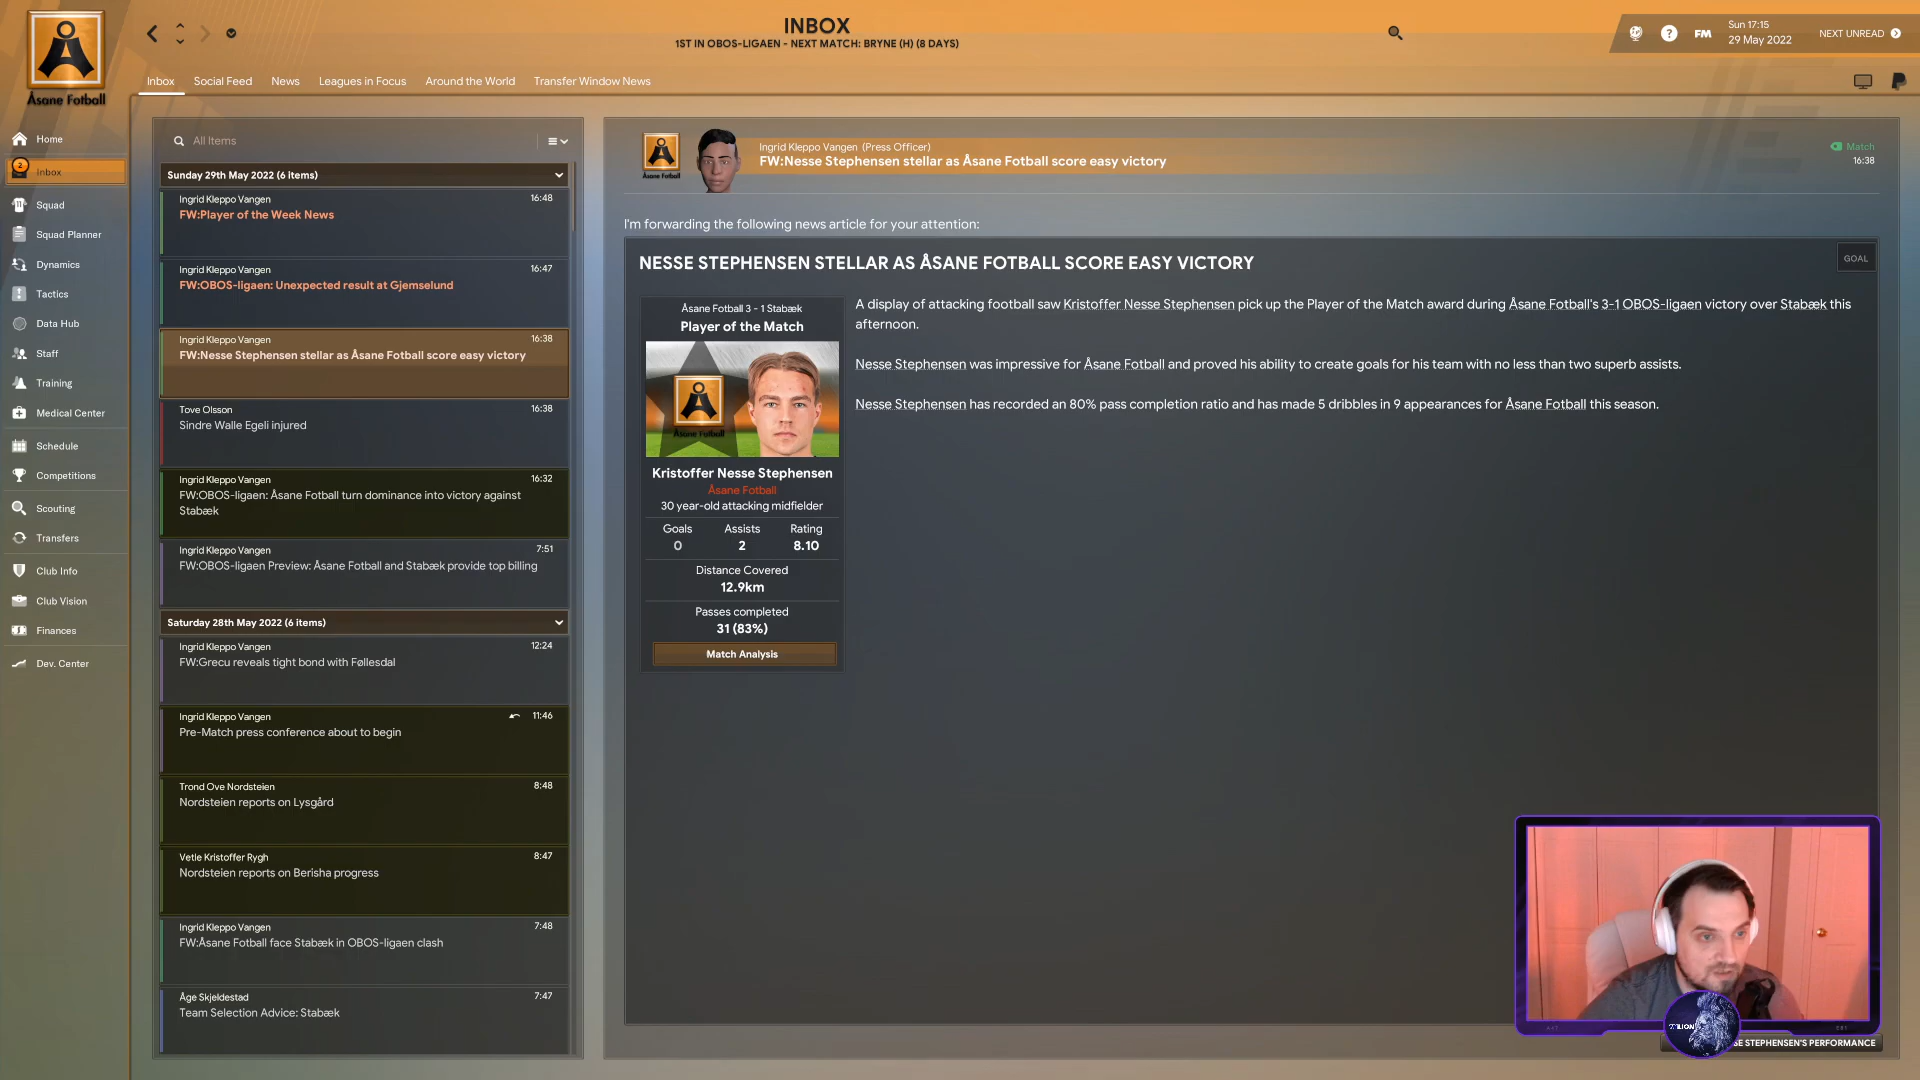 INBOX
1ST IN OBOS-LIGAEN - NEXT MATCH: BRYNE (H) (8 DAYS)
FM
Sun 17:15
29 May 2022
NEXT UNREAD
Åsane Fotball
Inbox
Social Feed
News
Leagues in Focus
Around the World
Transfer Window News
Home
2
Inbox
Squad
Squad Planner
Dynamics
Tactics
Data Hub
Staff
Training
Medical Center
Schedule
Competitions
Scouting
Transfers
Club Info
Club Vision
Finances
Dev. Center
All Items
Sunday 29th May 2022 (6 items)
Ingrid Kleppo Vangen 16:48
FW:Player of the Week News
Ingrid Kleppo Vangen 16:47
FW:OBOS-ligaen: Unexpected result at Gjemselund
Ingrid Kleppo Vangen 16:38
FW:Nesse Stephensen stellar as Åsane Fotball score easy victory
Tove Olsson 16:38
Sindre Walle Egeli injured
Ingrid Kleppo Vangen 16:32
FW:OBOS-ligaen: Åsane Fotball turn dominance into victory against
Stabæk
Ingrid Kleppo Vangen 7:51
FW:OBOS-ligaen Preview: Åsane Fotball and Stabæk provide top billing
Saturday 28th May 2022 (6 items)
Ingrid Kleppo Vangen 12:24
FW:Grecu reveals tight bond with Føllesdal
Ingrid Kleppo Vangen 11:46
Pre-Match press conference about to begin
Trond Ove Nordsteien 8:48
Nordsteien reports on Lysgård
Vetle Kristoffer Rygh 8:47
Nordsteien reports on Berisha progress
Ingrid Kleppo Vangen 7:48
FW:Åsane Fotball face Stabæk in OBOS-ligaen clash
Åge Skjeldestad 7:47
Team Selection Advice: Stabæk
Åsane Fotball
Ingrid Kleppo Vangen (Press Officer)
FW:Nesse Stephensen stellar as Åsane Fotball score easy victory
Match
16:38
I'm forwarding the following news article for your attention:
NESSE STEPHENSEN STELLAR AS ÅSANE FOTBALL SCORE EASY VICTORY
GOAL
Åsane Fotball 3 - 1 Stabæk
Player of the Match
Åsane Fotball
Kristoffer Nesse Stephensen
Åsane Fotball
30 year-old attacking midfielder
Goals Assists Rating
0 2 8.10
Distance Covered
12.9km
Passes completed
31 (83%)
Match Analysis
A display of attacking football saw Kristoffer Nesse Stephensen pick up the Player of the Match award during Åsane Fotball's 3-1 OBOS-ligaen victory over Stabæk this
afternoon.
Nesse Stephensen was impressive for Åsane Fotball and proved his ability to create goals for his team with no less than two superb assists.
Nesse Stephensen has recorded an 80% pass completion ratio and has made 5 dribbles in 9 appearances for Åsane Fotball this season.
STEPHENSEN'S PERFORMANCE